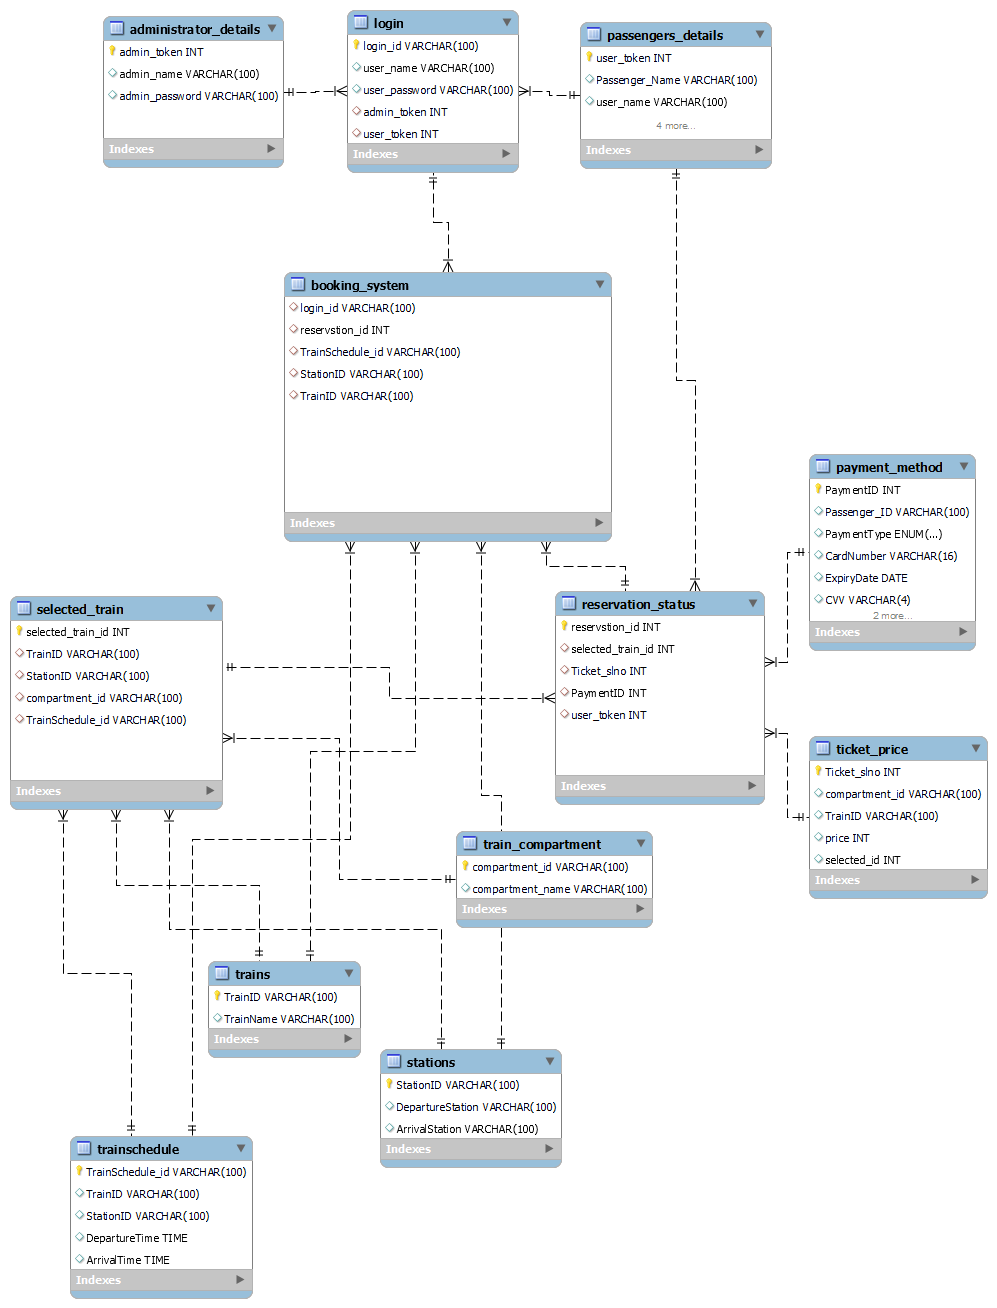 administrator_details
admin_token INT
admin_name VARCHAR(100)
admin_password VARCHAR(100)
Indexes
login
login_id VARCHAR(100)
user_name VARCHAR(100)
user_password VARCHAR(100)
admin_token INT
user_token INT
Indexes
passengers_details
user_token INT
Passenger_Name VARCHAR(100)
user_name VARCHAR(100)
4 more...
Indexes
booking_system
login_id VARCHAR(100)
reservstion_id INT
TrainSchedule_id VARCHAR(100)
StationID VARCHAR(100)
TrainID VARCHAR(100)
Indexes
payment_method
PaymentID INT
Passenger_ID VARCHAR(100)
PaymentType ENUM(...)
CardNumber VARCHAR(16)
ExpiryDate DATE
CVV VARCHAR(4)
2 more...
Indexes
selected_train
selected_train_id INT
TrainID VARCHAR(100)
StationID VARCHAR(100)
compartment_id VARCHAR(100)
TrainSchedule_id VARCHAR(100)
Indexes
reservation_status
reservstion_id INT
selected_train_id INT
Ticket_slno INT
PaymentID INT
user_token INT
Indexes
ticket_price
Ticket_slno INT
compartment_id VARCHAR(100)
TrainID VARCHAR(100)
price INT
selected_id INT
Indexes
train_compartment
compartment_id VARCHAR(100)
compartment_name VARCHAR(100)
Indexes
trains
TrainID VARCHAR(100)
TrainName VARCHAR(100)
Indexes
stations
StationID VARCHAR(100)
DepartureStation VARCHAR(100)
ArrivalStation VARCHAR(100)
Indexes
trainschedule
TrainSchedule_id VARCHAR(100)
TrainID VARCHAR(100)
StationID VARCHAR(100)
DepartureTime TIME
ArrivalTime TIME
Indexes